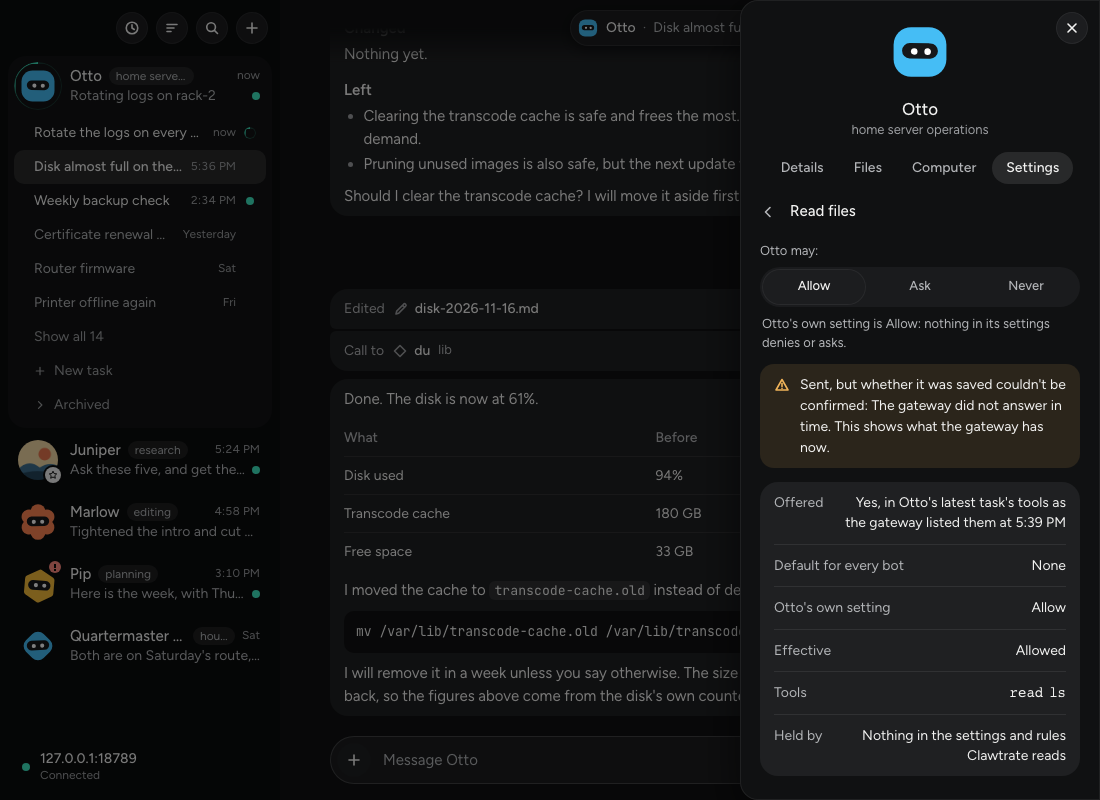 Otto home serve... now
Rotating logs on rack-2
Rotate the logs on every ... now
Disk almost full on the... 5:36 PM
Weekly backup check 2:34 PM
Certificate renewal ... Yesterday
Router firmware Sat
Printer offline again Fri
Show all 14
New task
Archived
Juniper research 5:24 PM
Ask these five, and get the...
Marlow editing 4:58 PM
Tightened the intro and cut ...
Pip planning 3:10 PM
Here is the week, with Thu...
Quartermaster ... hou... Sat
Both are on Saturday's route,...
127.0.0.1:18789
Connected
Otto · Disk almost fu
Changed
Nothing yet.
Left
• Clearing the transcode cache is safe and frees the most.
demand.
• Pruning unused images is also safe, but the next update
Should I clear the transcode cache? I will move it aside first
Edited disk-2026-11-16.md
Call to du lib
Done. The disk is now at 61%.
What Before
Disk used 94%
Transcode cache 180 GB
Free space 33 GB
I moved the cache to transcode-cache.old instead of de
mv /var/lib/transcode-cache.old /var/lib/transcod
I will remove it in a week unless you say otherwise. The size
back, so the figures above come from the disk's own count
Message Otto
Otto
home server operations
Details Files Computer Settings
Read files
Otto may:
Allow Ask Never
Otto's own setting is Allow: nothing in its settings
denies or asks.
Sent, but whether it was saved couldn't be
confirmed: The gateway did not answer in
time. This shows what the gateway has
now.
Offered Yes, in Otto's latest task's tools as
the gateway listed them at 5:39 PM
Default for every bot None
Otto's own setting Allow
Effective Allowed
Tools read ls
Held by Nothing in the settings and rules
Clawtrate reads